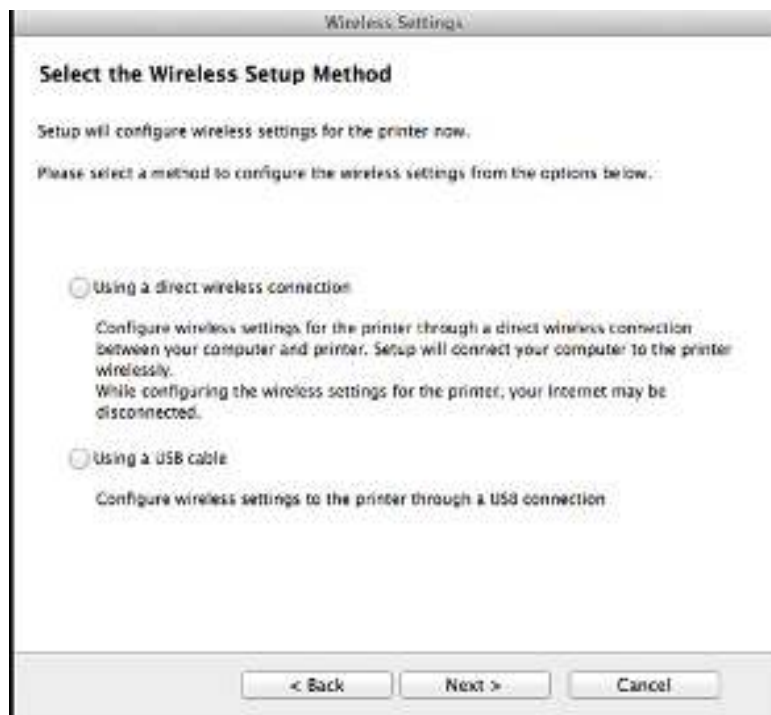 Wireless Settings
Select the Wireless Setup Method
Setup will configure wireless settings for the printer now.
Please select a method to configure the wireless settings from the options below.
Using a direct wireless connection
Configure wireless settings for the printer through a direct wireless connection
between your computer and printer. Setup will connect your computer to the printer
wirelessly.
While configuring the wireless settings for the printer, your internet may be
disconnected.
Using a USB cable
Configure wireless settings to the printer through a USB connection
< Back
Next >
Cancel